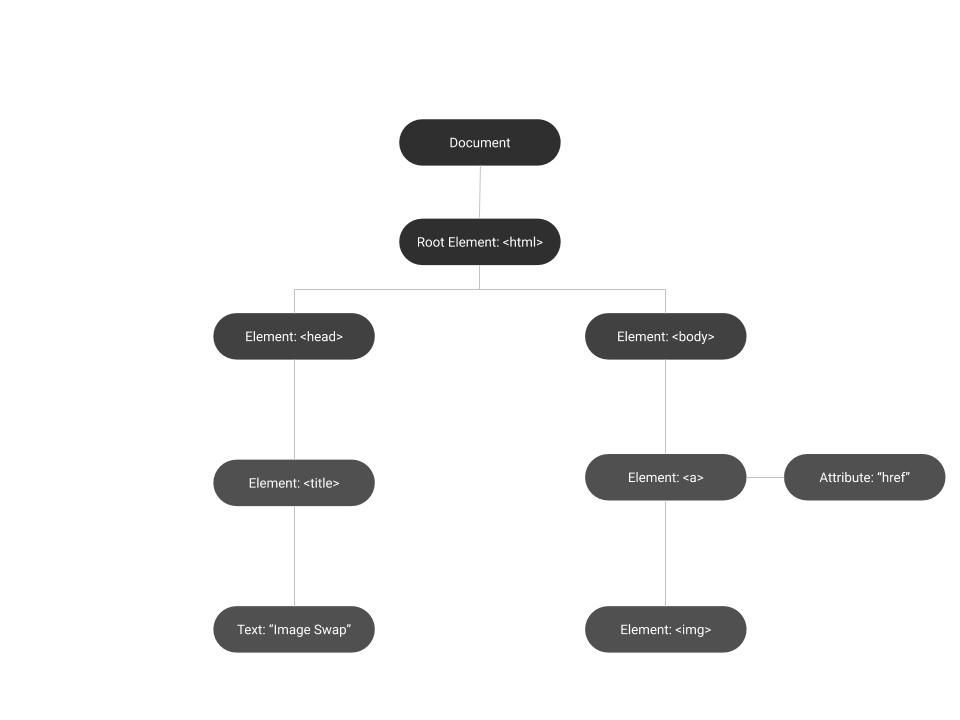 Document
Root Element: <html>
Element: <head>
Element: <body>
Element: <title>
Element: <a>
Attribute: “href”
Text: “Image Swap”
Element: <img>